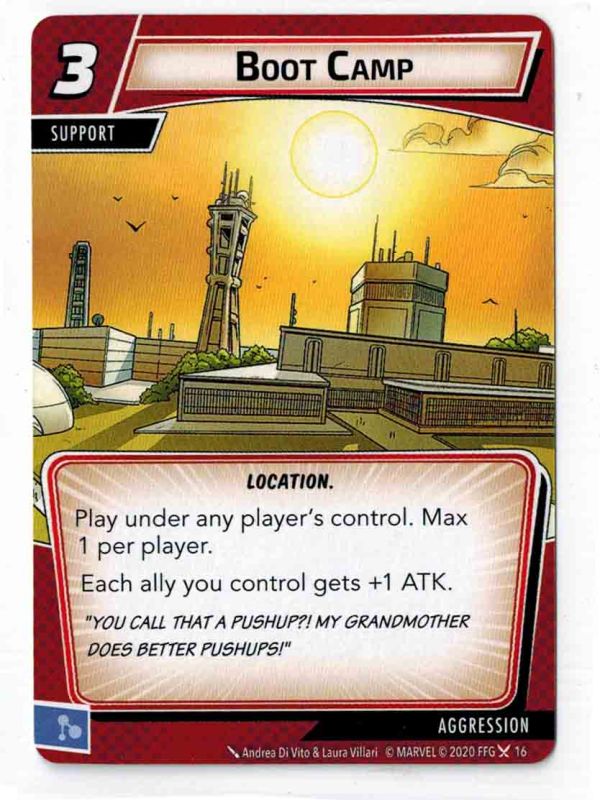 3
BOOT CAMP
SUPPORT
LOCATION.
Play under any player's control. Max
1 per player.
Each ally you control gets +1 ATK.
"YOU CALL THAT A PUSHUP?! MY GRANDMOTHER
DOES BETTER PUSHUPS!"
AGGRESSION
Andrea Di Vito & Laura Villari © MARVEL © 2020 FFG 16